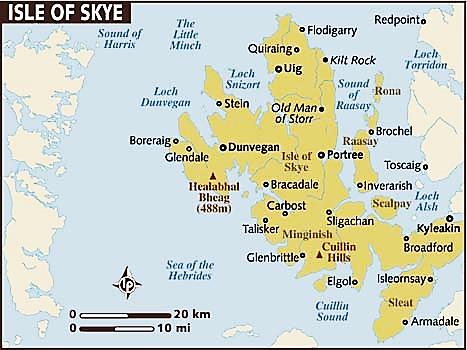 ISLE OF SKYE
Sound of
Harris
The
Little
Minch
Flodigarry
Redpoint
Quiraing
Kilt Rock
Loch
Torridon
Uig
Loch
Snizort
Sound
of
Raasay
Rona
Loch
Dunvegan
Stein
Old Man
of Storr
Brochel
Boreraig
Glendale
Dunvegan
Raasay
Isle of
Skye
Portree
Toscaig
Healabhal
Bheag
(488m)
Bracadale
Inverarish
Loch
Alsh
Scalpay
Carbost
Sligachan
Talisker
Minginish
Kyleakin
Broadford
Cuillin
Hills
Glenbrittle
Sea of the
Hebrides
Elgol
Isleornsay
Cuillin
Sound
Sleat
Armadale
LP
0 20 km
0 10 mi